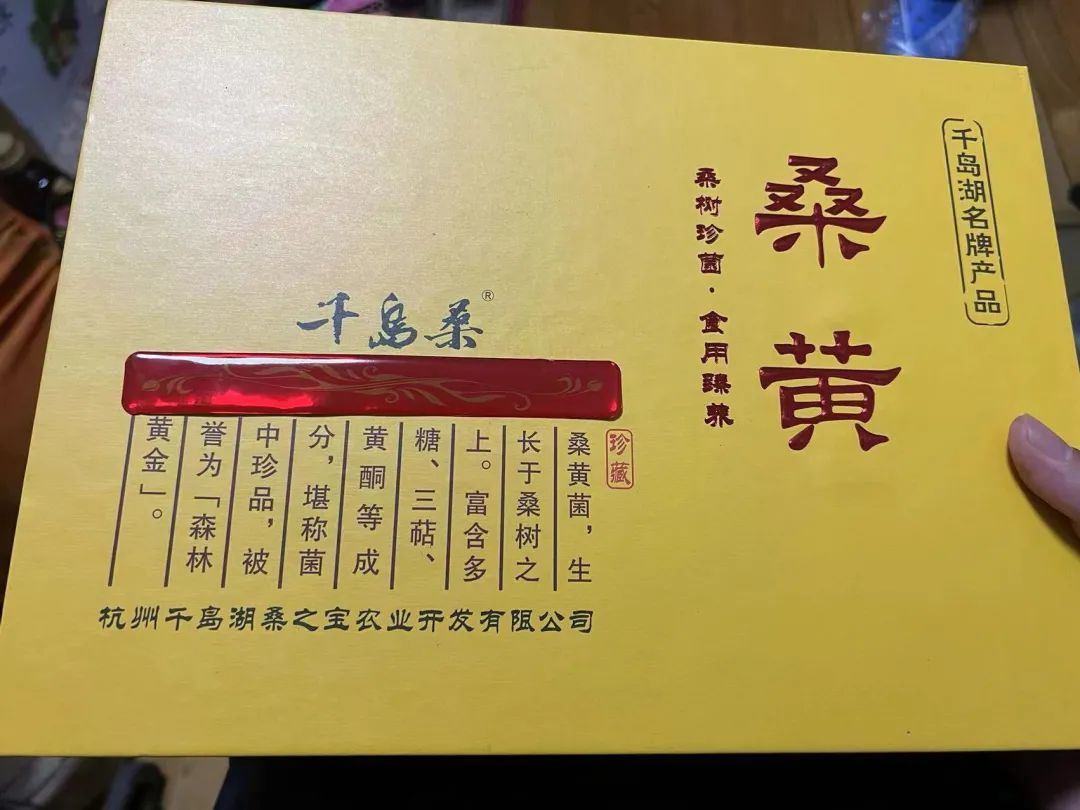 千岛湖名牌产品
桑黄
桑树珍菌·食用臻养
千岛桑®
珍藏
桑黄菌，生
长于桑树之
上。富含多
糖、三萜、
黄酮等成
分，堪称菌
中珍品，被
誉为「森林
黄金」。
杭州千岛湖桑之宝农业开发有限公司